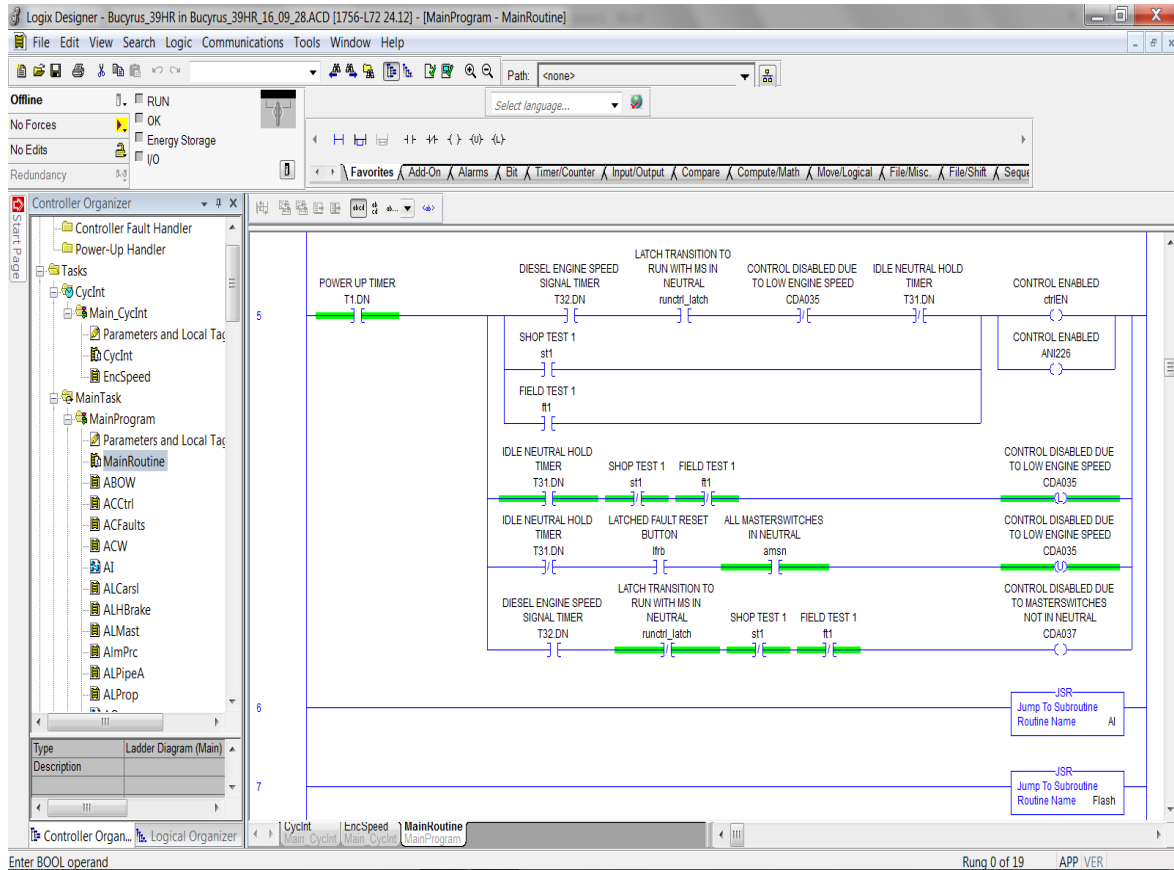 Logix Designer - Bucyrus_39HR in Bucyrus_39HR_16_09_28.ACD [1756-L72 24.12] - [MainProgram - MainRoutine]
File Edit View Search Logic Communications Tools Window Help
Path: <none>
Offline
RUN
No Forces
OK
Energy Storage
No Edits
I/O
Redundancy
Select language...
Favorites Add-On Alarms Bit Timer/Counter Input/Output Compare Compute/Math Move/Logical File/Misc. File/Shift Seque
Start Page
Controller Organizer
Controller Fault Handler
Power-Up Handler
Tasks
CycInt
Main_CycInt
Parameters and Local Tag
CycInt
EncSpeed
MainTask
MainProgram
Parameters and Local Tag
MainRoutine
ABOW
ACCtrl
ACFaults
ACW
AI
ALCarsl
ALHBrake
ALMast
AlmPrc
ALPipeA
ALProp
Type Ladder Diagram (Main)
Description
Controller Organ... Logical Organizer
5
POWER UP TIMER
T1.DN
DIESEL ENGINE SPEED
SIGNAL TIMER
T32.DN
LATCH TRANSITION TO
RUN WITH MS IN
NEUTRAL
runctrl_latch
CONTROL DISABLED DUE
TO LOW ENGINE SPEED
CDA035
IDLE NEUTRAL HOLD
TIMER
T31.DN
CONTROL ENABLED
ctrlEN
SHOP TEST 1
st1
CONTROL ENABLED
ANI226
FIELD TEST 1
ft1
IDLE NEUTRAL HOLD
TIMER
T31.DN
SHOP TEST 1
st1
FIELD TEST 1
ft1
CONTROL DISABLED DUE
TO LOW ENGINE SPEED
CDA035
L
IDLE NEUTRAL HOLD
TIMER
T31.DN
LATCHED FAULT RESET
BUTTON
lfrb
ALL MASTERSWITCHES
IN NEUTRAL
amsn
CONTROL DISABLED DUE
TO LOW ENGINE SPEED
CDA035
U
DIESEL ENGINE SPEED
SIGNAL TIMER
T32.DN
LATCH TRANSITION TO
RUN WITH MS IN
NEUTRAL
runctrl_latch
SHOP TEST 1
st1
FIELD TEST 1
ft1
CONTROL DISABLED DUE
TO MASTERSWITCHES
NOT IN NEUTRAL
CDA037
6
JSR
Jump To Subroutine
Routine Name AI
7
JSR
Jump To Subroutine
Routine Name Flash
CycInt EncSpeed MainRoutine
Main_CycInt Main_CycInt MainProgram
Enter BOOL operand
Rung 0 of 19 APP VER